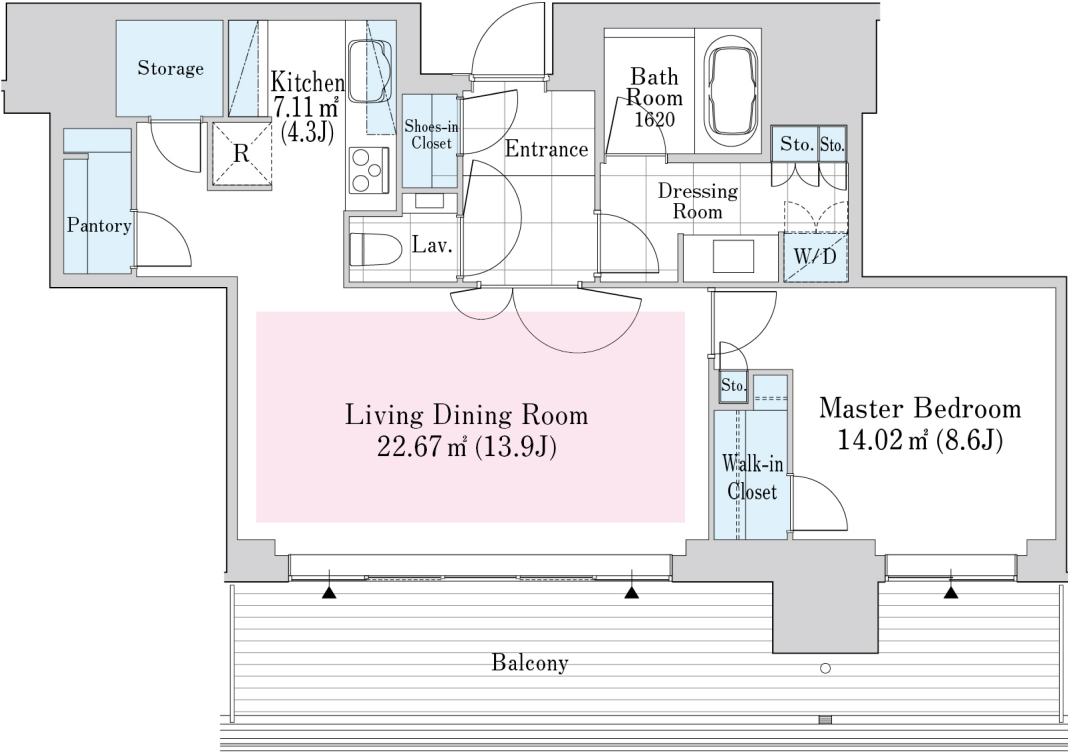 Storage
Kitchen
7.11㎡
(4.3J)
R
Pantory
Shoes-in
Closet
Lav.
Entrance
Bath
Room
1620
Sto.
Sto.
Dressing
Room
W/D
Living Dining Room
22.67㎡(13.9J)
Sto.
Walk-in
Closet
Master Bedroom
14.02㎡(8.6J)
Balcony